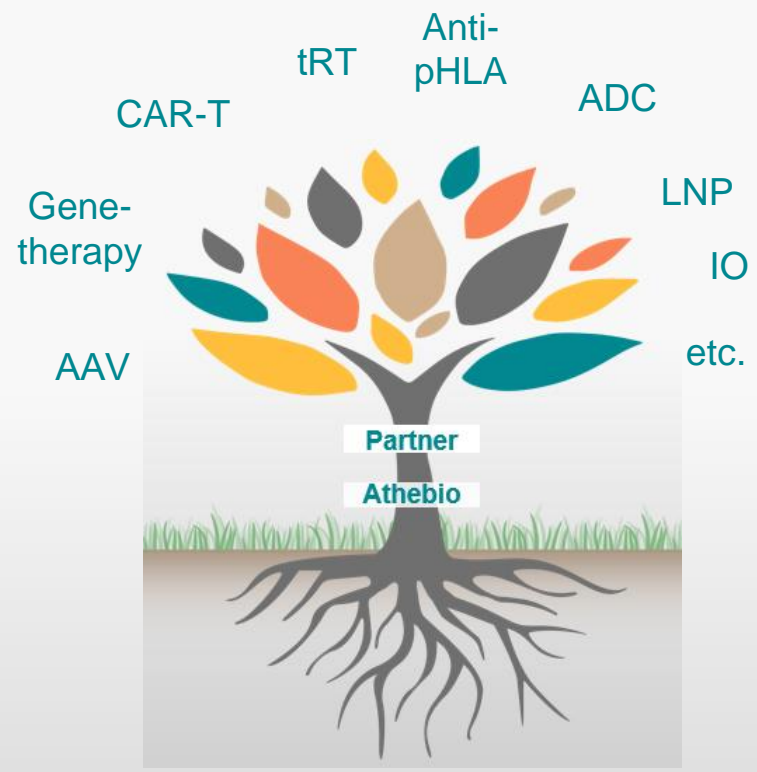 Anti-
pHLA
tRT
ADC
CAR-T
LNP
Gene-
therapy
IO
etc.
AAV
Partner
Athebio